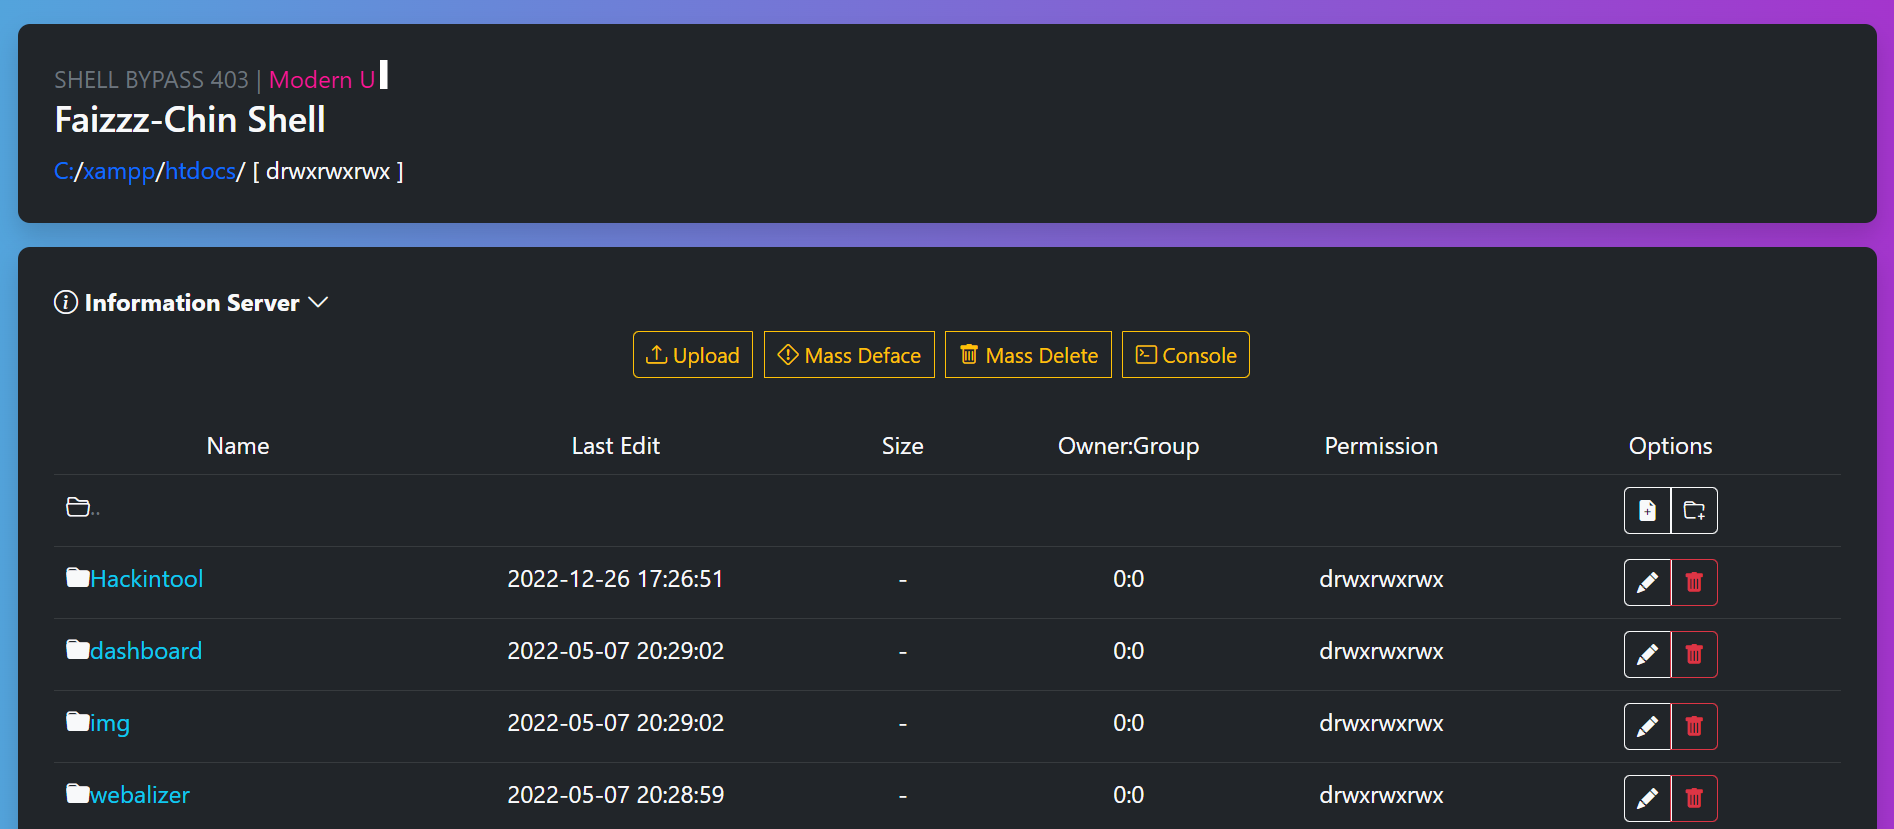 SHELL BYPASS 403 | Modern U
Faizzz-Chin Shell
C:/xampp/htdocs/ [ drwxrwxrwx ]
Information Server
Upload Mass Deface Mass Delete Console
Name Last Edit Size Owner:Group Permission Options
..
Hackintool 2022-12-26 17:26:51 - 0:0 drwxrwxrwx
dashboard 2022-05-07 20:29:02 - 0:0 drwxrwxrwx
img 2022-05-07 20:29:02 - 0:0 drwxrwxrwx
webalizer 2022-05-07 20:28:59 - 0:0 drwxrwxrwx